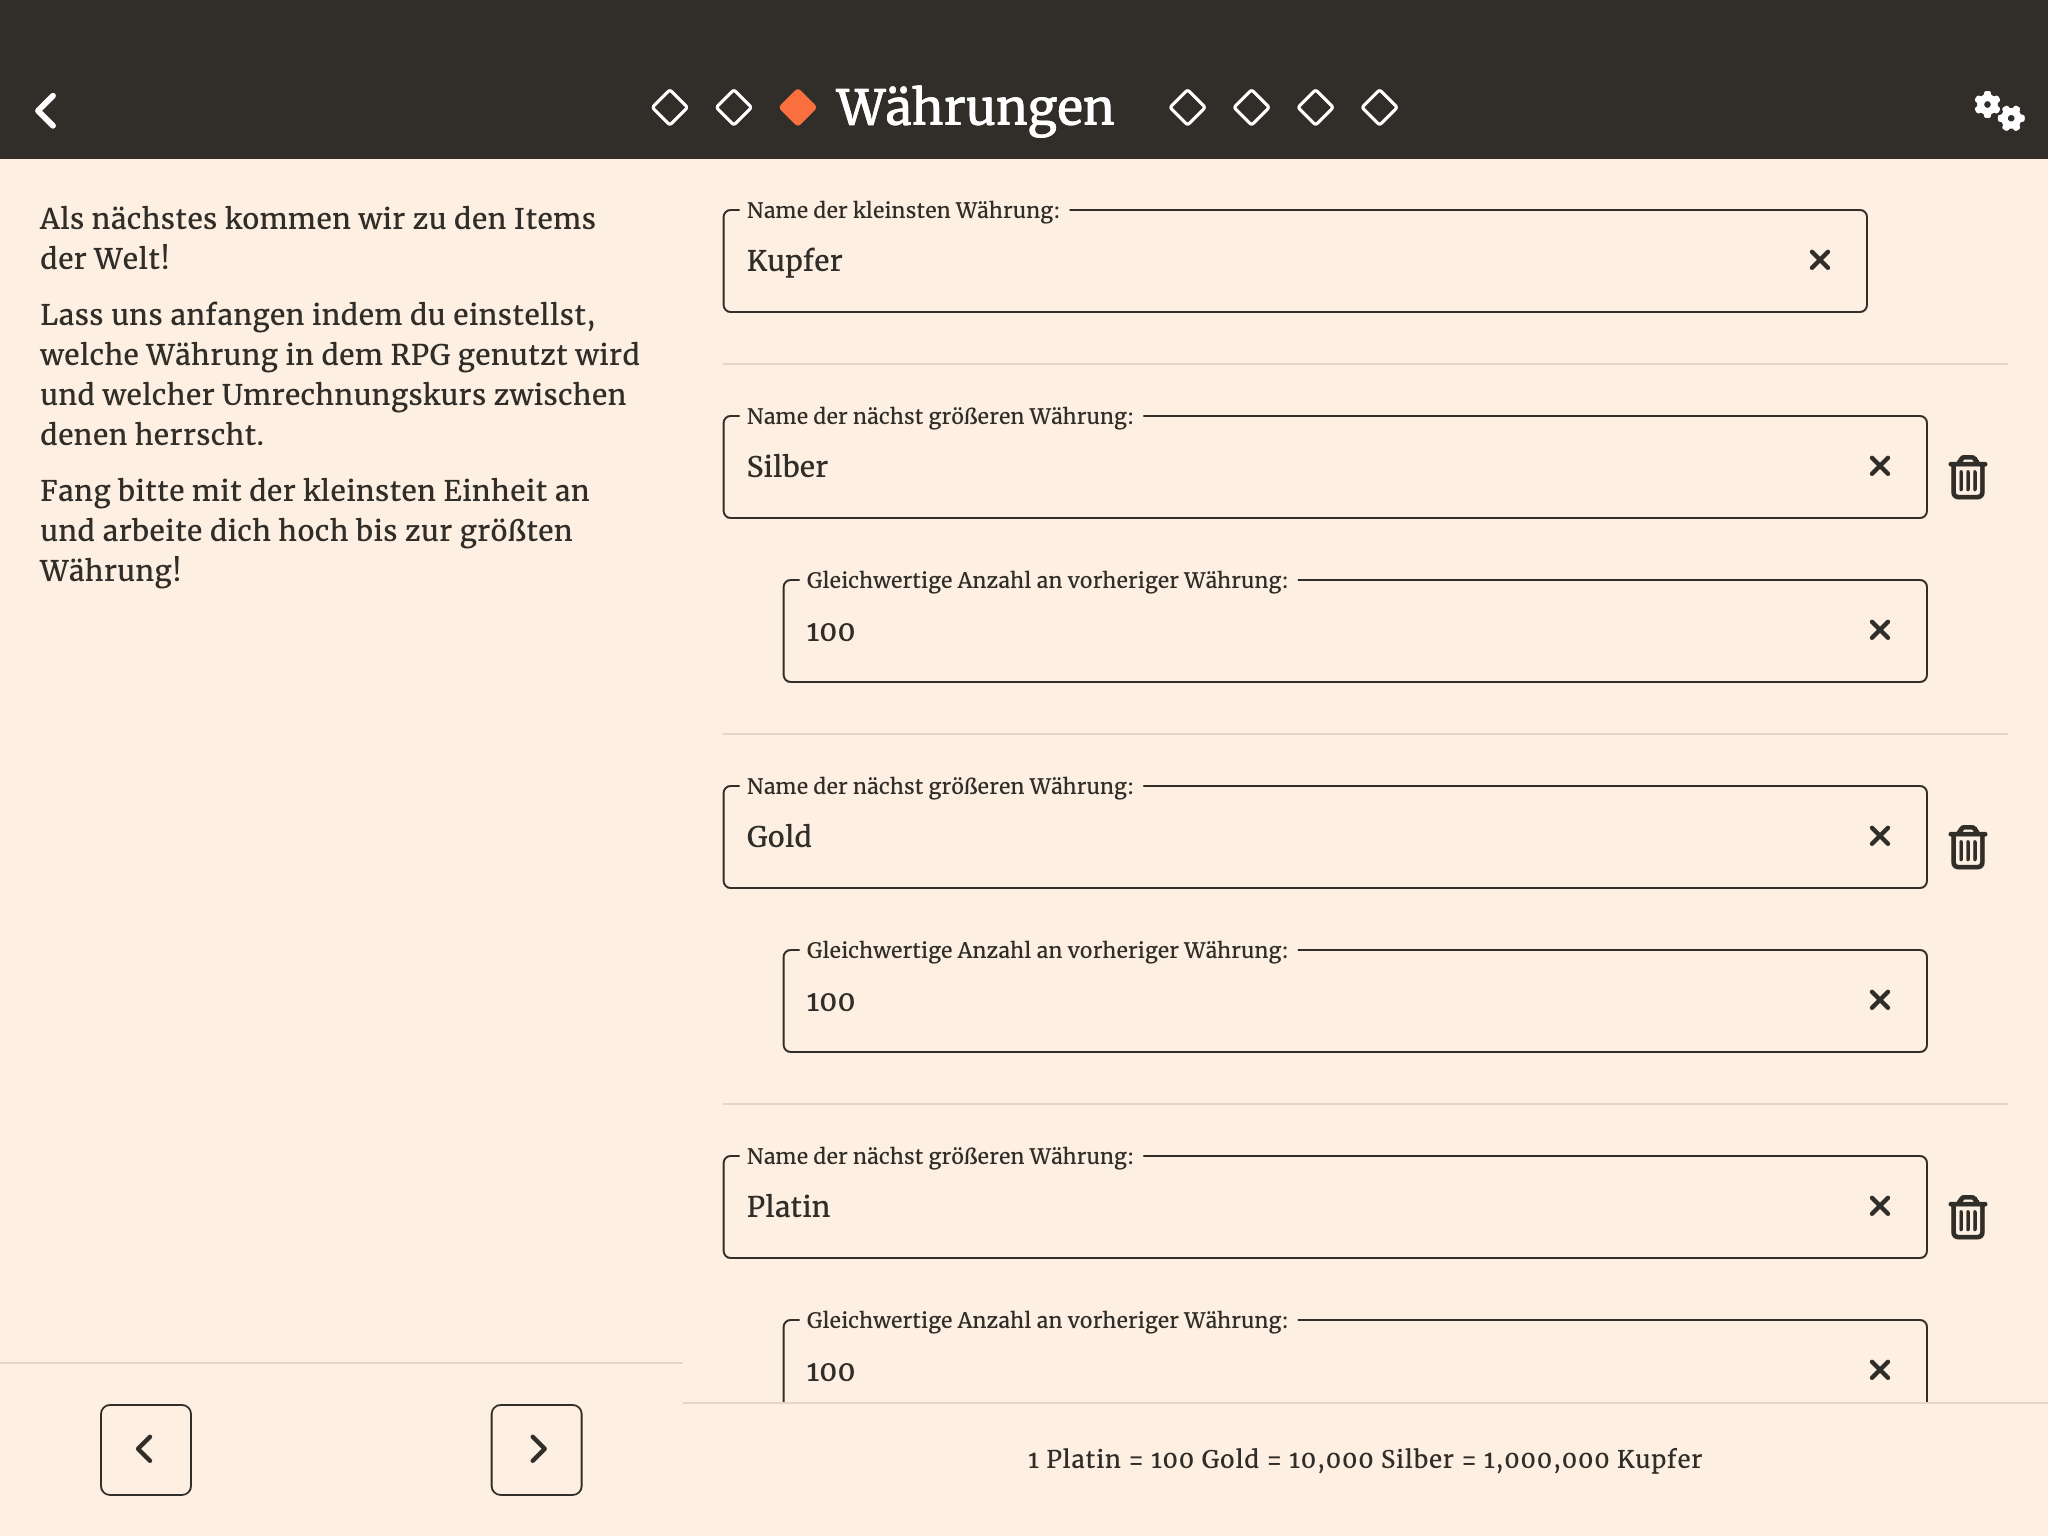 Währungen
Als nächstes kommen wir zu den Items
der Welt!
Lass uns anfangen indem du einstellst,
welche Währung in dem RPG genutzt wird
und welcher Umrechnungskurs zwischen
denen herrscht.
Fang bitte mit der kleinsten Einheit an
und arbeite dich hoch bis zur größten
Währung!
Name der kleinsten Währung:
Kupfer
Name der nächst größeren Währung:
Silber
Gleichwertige Anzahl an vorheriger Währung:
100
Name der nächst größeren Währung:
Gold
Gleichwertige Anzahl an vorheriger Währung:
100
Name der nächst größeren Währung:
Platin
Gleichwertige Anzahl an vorheriger Währung:
100
1 Platin = 100 Gold = 10,000 Silber = 1,000,000 Kupfer